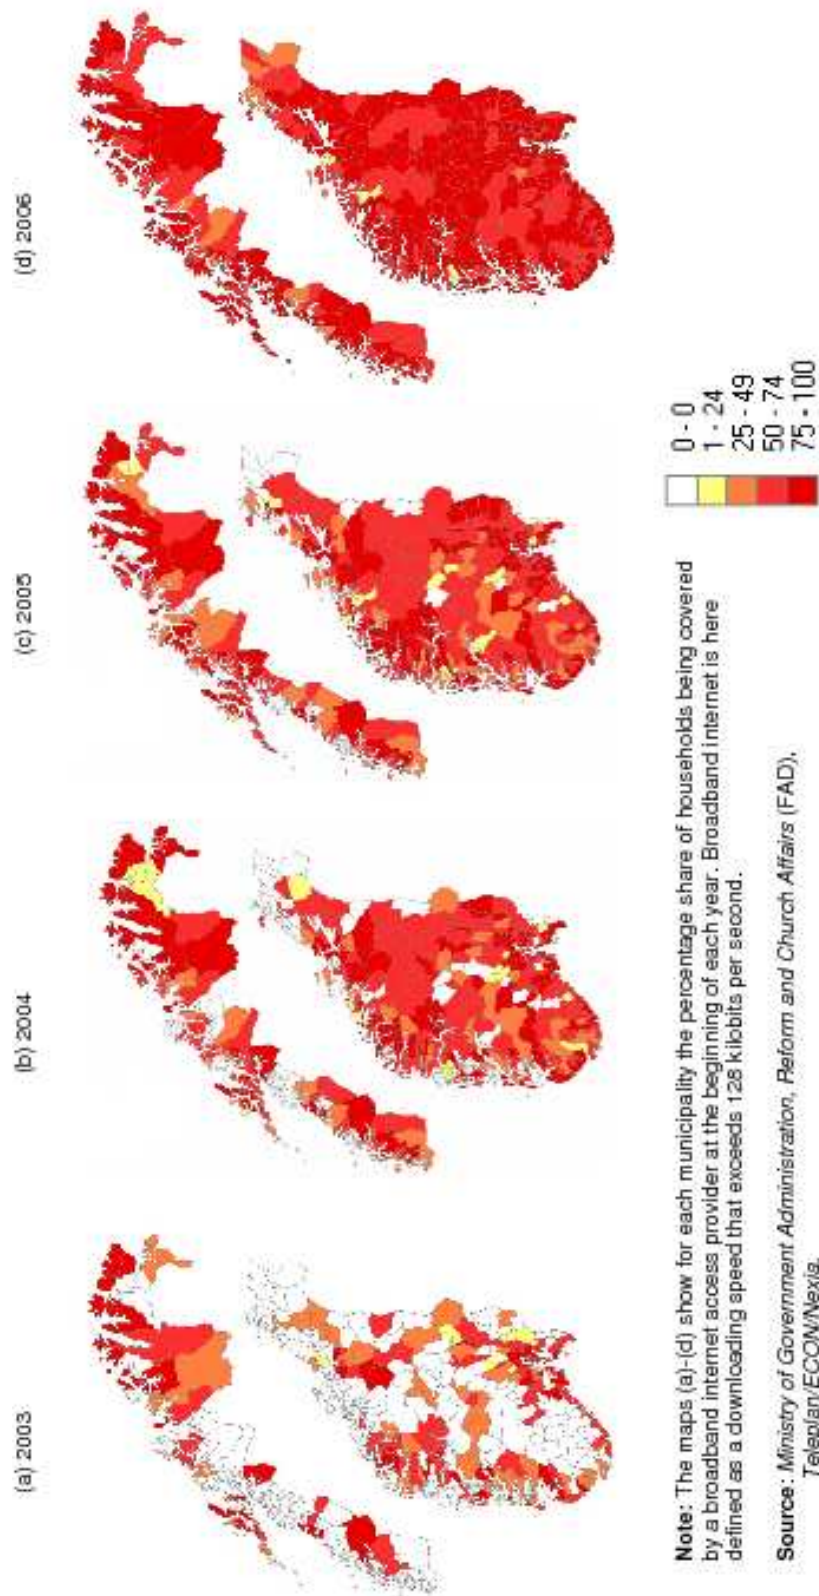 (a) 2003
(b) 2004
(c) 2005
(d) 2006
0 - 0
1 - 24
25 - 49
50 - 74
75 - 100
Note: The maps (a)-(d) show for each municipality the percentage share of households being covered
by a broadband internet access provider at the beginning of each year. Broadband internet is here
defined as a downloading speed that exceeds 128 kilobits per second.
Source: Ministry of Government Administration, Reform and Church Affairs (FAD),
Teleplan/ECON/Nexia.